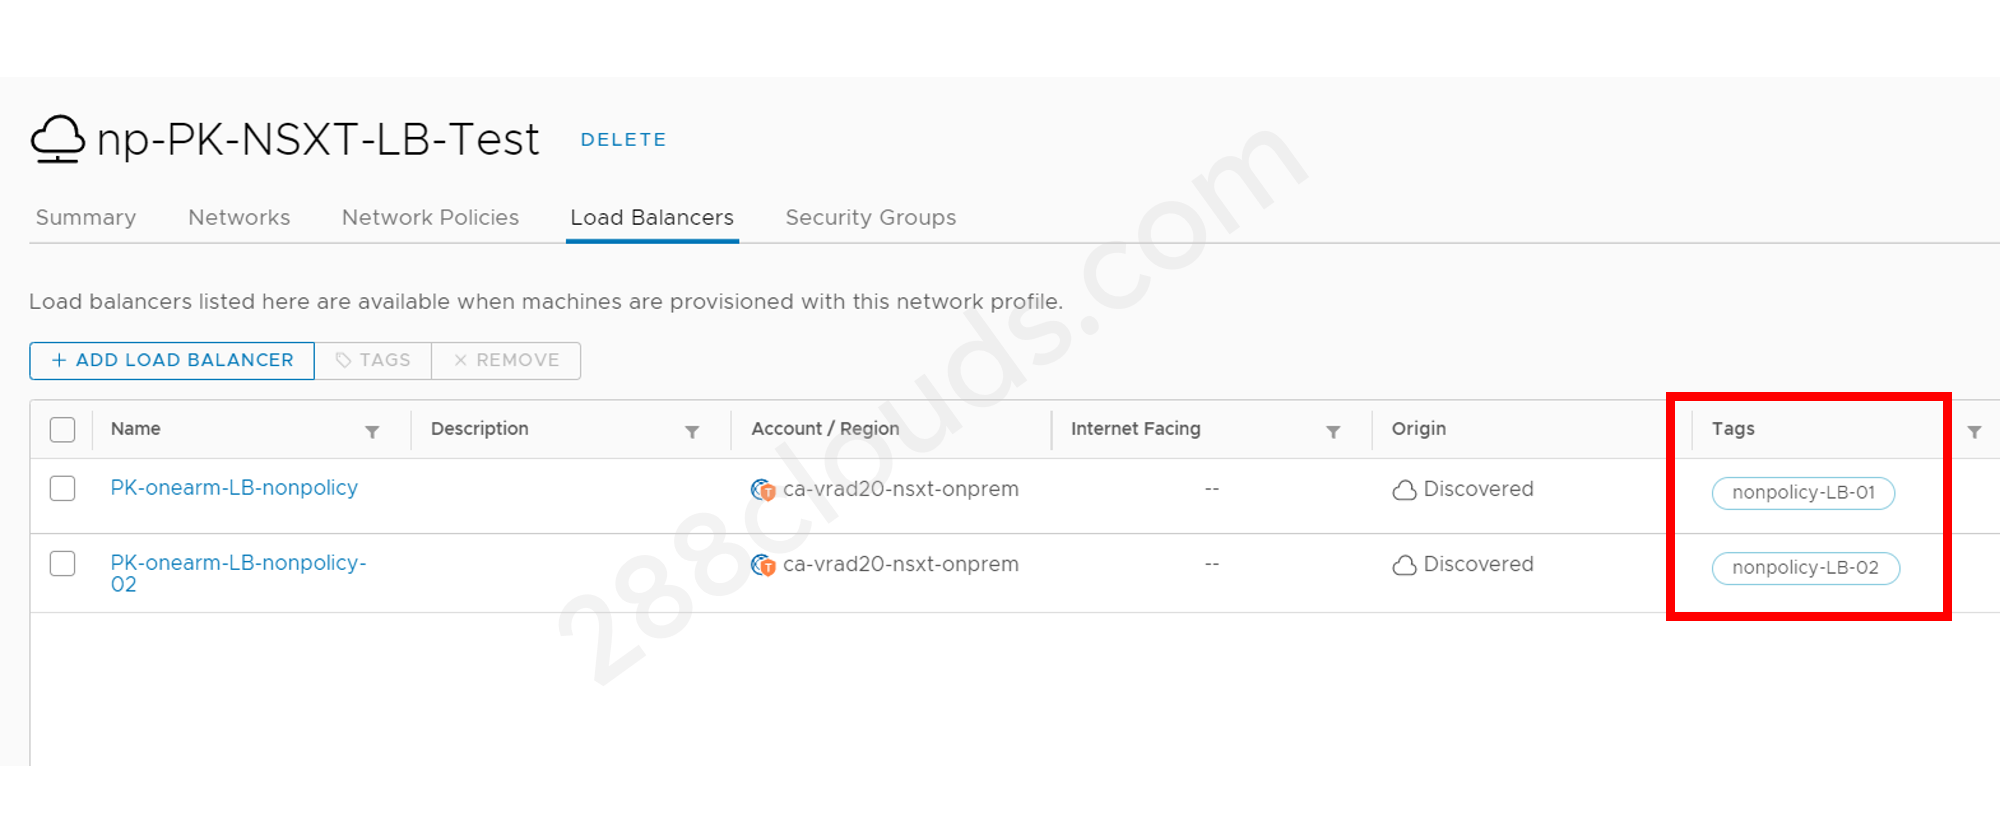 np-PK-NSXT-LB-Test DELETE
Summary Networks Network Policies Load Balancers Security Groups
Load balancers listed here are available when machines are provisioned with this network profile.
+ ADD LOAD BALANCER TAGS × REMOVE
Name Description Account / Region Internet Facing Origin Tags
PK-onearm-LB-nonpolicy ca-vrad20-nsxt-onprem -- Discovered nonpolicy-LB-01
PK-onearm-LB-nonpolicy- ca-vrad20-nsxt-onprem -- Discovered nonpolicy-LB-02
02
288clouds.com